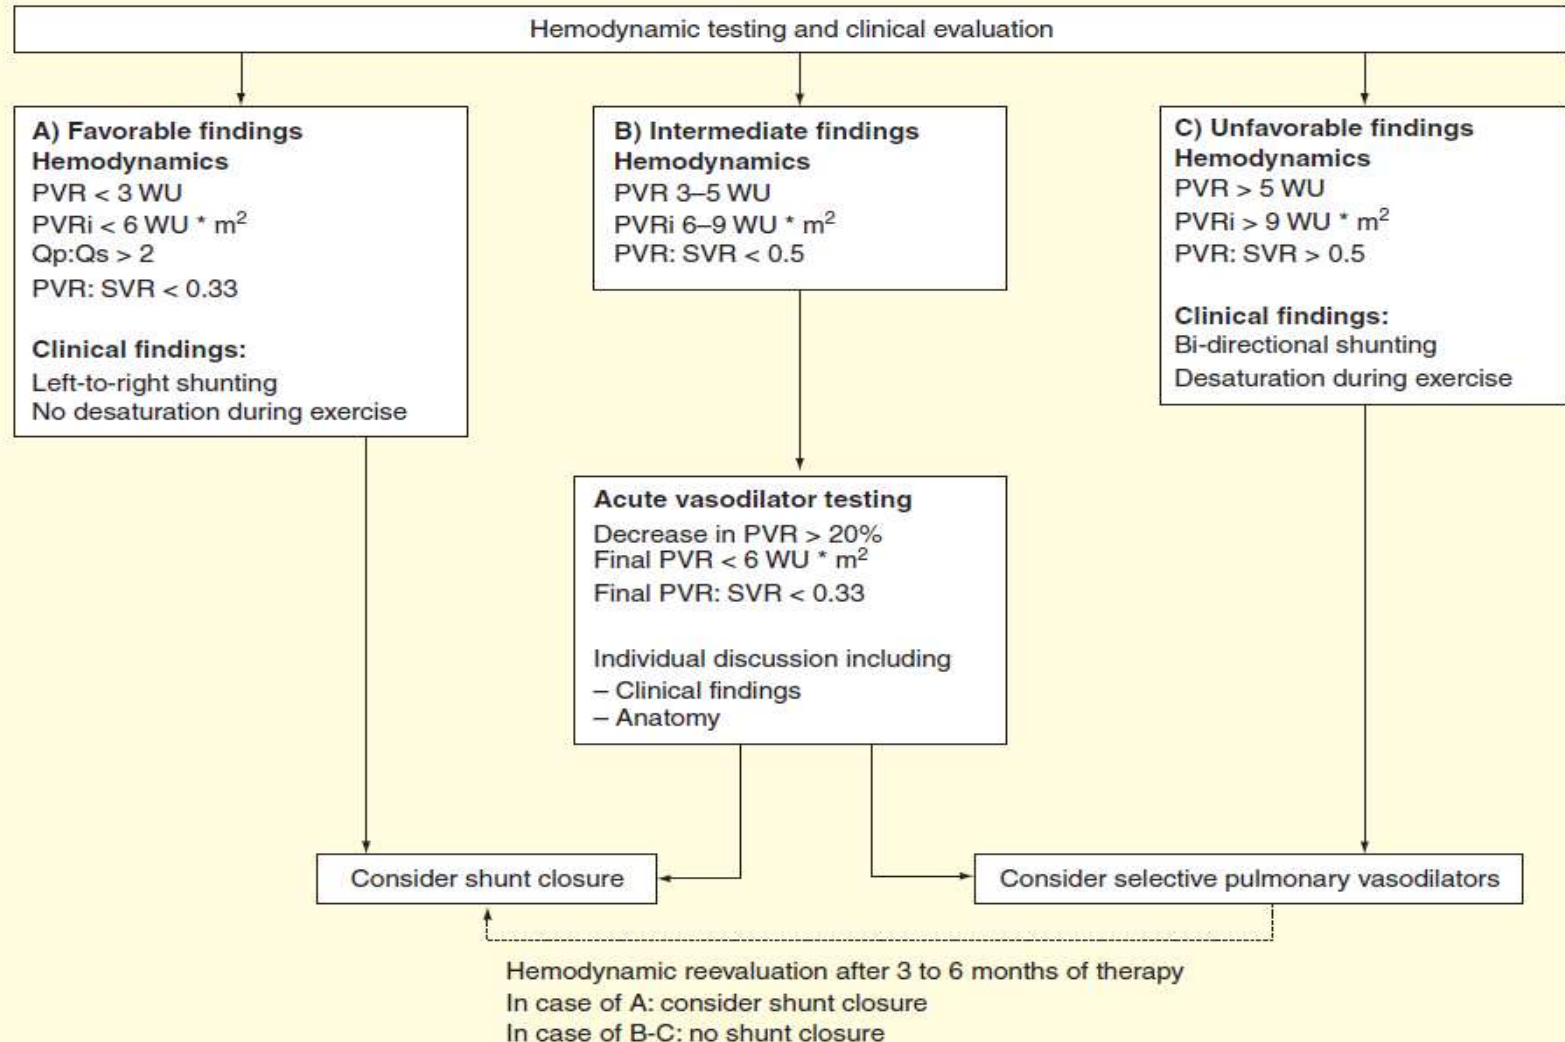 Hemodynamic testing and clinical evaluation
A) Favorable findings
Hemodynamics
PVR < 3 WU
PVRi < 6 WU * m²
Qp:Qs > 2
PVR: SVR < 0.33
Clinical findings:
Left-to-right shunting
No desaturation during exercise
B) Intermediate findings
Hemodynamics
PVR 3–5 WU
PVRi 6–9 WU * m²
PVR: SVR < 0.5
C) Unfavorable findings
Hemodynamics
PVR > 5 WU
PVRi > 9 WU * m²
PVR: SVR > 0.5
Clinical findings:
Bi-directional shunting
Desaturation during exercise
Acute vasodilator testing
Decrease in PVR > 20%
Final PVR < 6 WU * m²
Final PVR: SVR < 0.33
Individual discussion including
– Clinical findings
– Anatomy
Consider shunt closure
Consider selective pulmonary vasodilators
Hemodynamic reevaluation after 3 to 6 months of therapy
In case of A: consider shunt closure
In case of B-C: no shunt closure